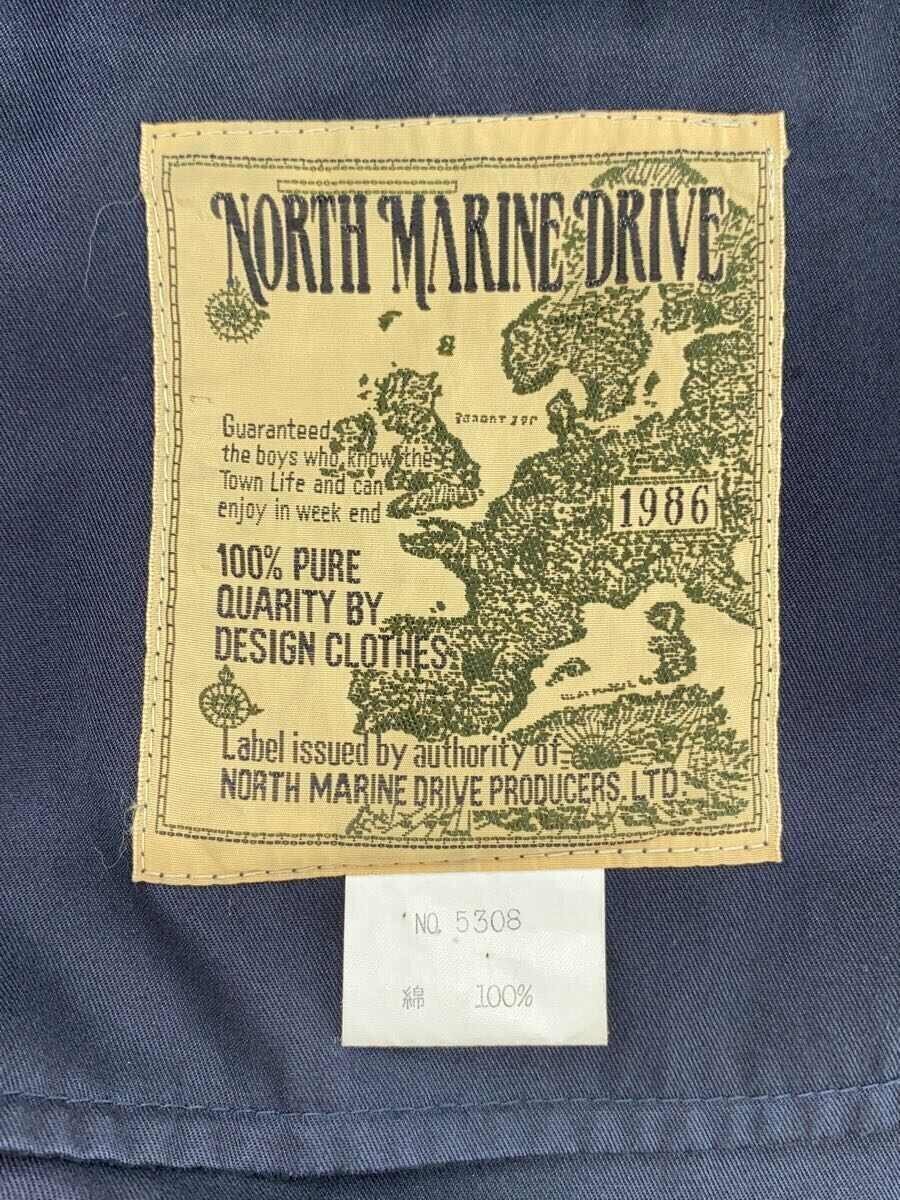 NORTH MARINE DRIVE
Guaranteed
the boys who know the
Town Life and can
enjoy in week end
1986
100% PURE
QUARITY BY
DESIGN CLOTHES.
Label issued by authority of
NORTH MARINE DRIVE PRODUCERS. LTD.
NO. 5308
綿 100%